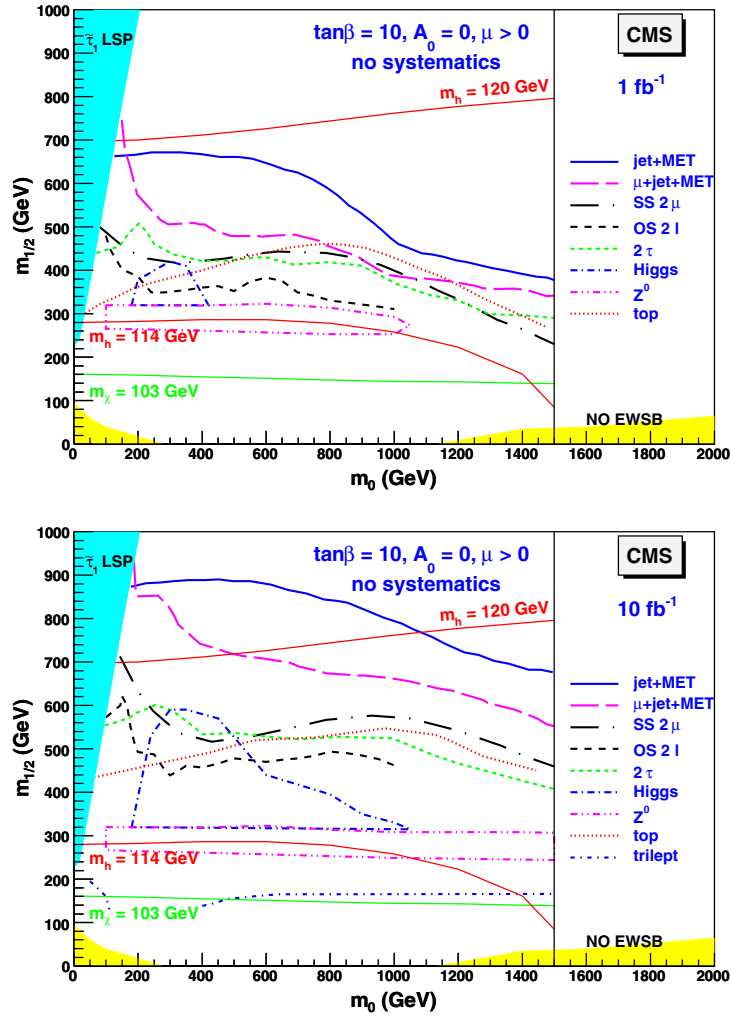 1000
900
800
700
600
500
400
300
200
100
0
m1/2 (GeV)
τ̃1 LSP
tanβ = 10, A0 = 0, μ > 0
no systematics
mh = 120 GeV
mh = 114 GeV
mχ = 103 GeV
CMS
1 fb-1
jet+MET
μ+jet+MET
SS 2 μ
OS 2 l
2 τ
Higgs
Z0
top
NO EWSB
0 200 400 600 800 1000 1200 1400 1600 1800 2000
m0 (GeV)
1000
900
800
700
600
500
400
300
200
100
0
m1/2 (GeV)
τ̃1 LSP
tanβ = 10, A0 = 0, μ > 0
no systematics
mh = 120 GeV
mh = 114 GeV
mχ = 103 GeV
CMS
10 fb-1
jet+MET
μ+jet+MET
SS 2 μ
OS 2 l
2 τ
Higgs
Z0
top
trilept
NO EWSB
0 200 400 600 800 1000 1200 1400 1600 1800 2000
m0 (GeV)